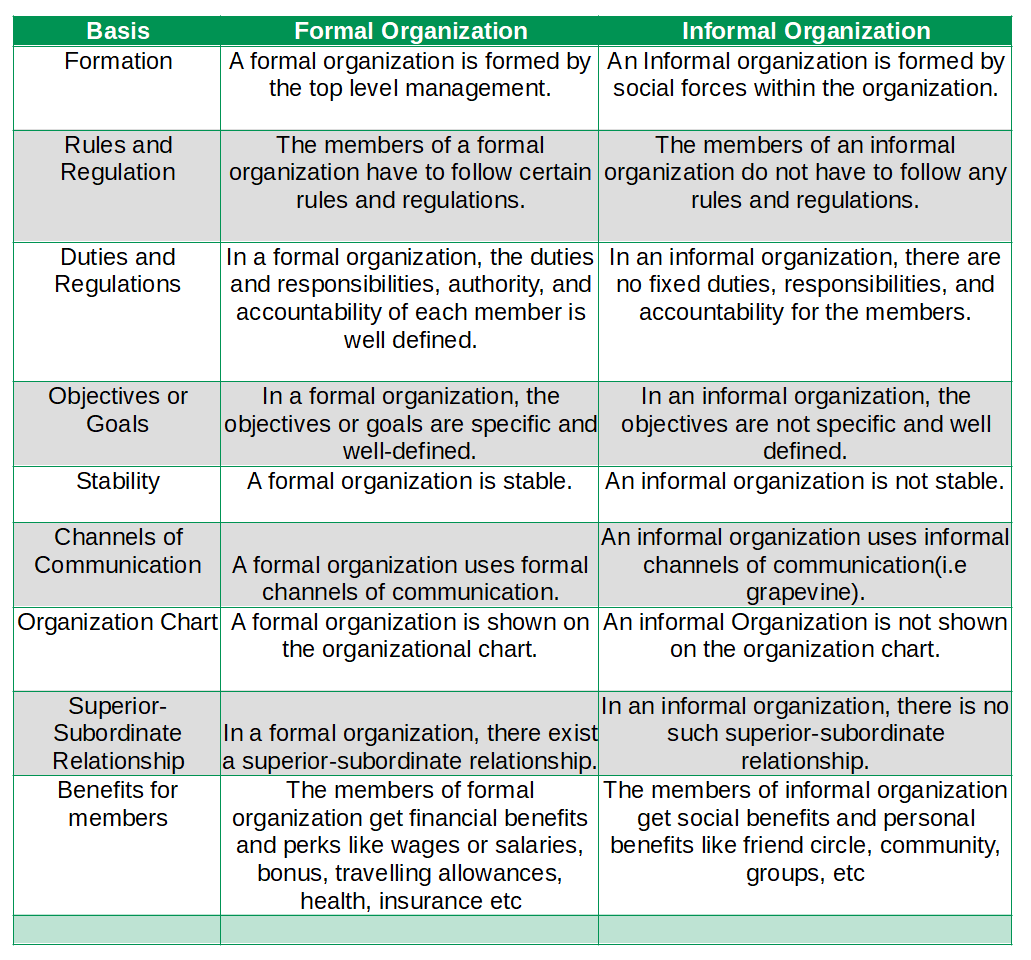 Basis Formal Organization Informal Organization
Formation
A formal organization is formed by
the top level management.
An Informal organization is formed by
social forces within the organization.
Rules and
Regulation
The members of a formal
organization have to follow certain
rules and regulations.
The members of an informal
organization do not have to follow any
rules and regulations.
Duties and
Regulations
In a formal organization, the duties
and responsibilities, authority, and
accountability of each member is
well defined.
In an informal organization, there are
no fixed duties, responsibilities, and
accountability for the members.
Objectives or
Goals
In a formal organization, the
objectives or goals are specific and
well-defined.
In an informal organization, the
objectives are not specific and well
defined.
Stability
A formal organization is stable.
An informal organization is not stable.
Channels of
Communication
A formal organization uses formal
channels of communication.
An informal organization uses informal
channels of communication(i.e
grapevine).
Organization Chart
A formal organization is shown on
the organizational chart.
An informal Organization is not shown
on the organization chart.
Superior-
Subordinate
Relationship
In a formal organization, there exist
a superior-subordinate relationship.
In an informal organization, there is no
such superior-subordinate
relationship.
Benefits for
members
The members of formal
organization get financial benefits
and perks like wages or salaries,
bonus, travelling allowances,
health, insurance etc
The members of informal organization
get social benefits and personal
benefits like friend circle, community,
groups, etc